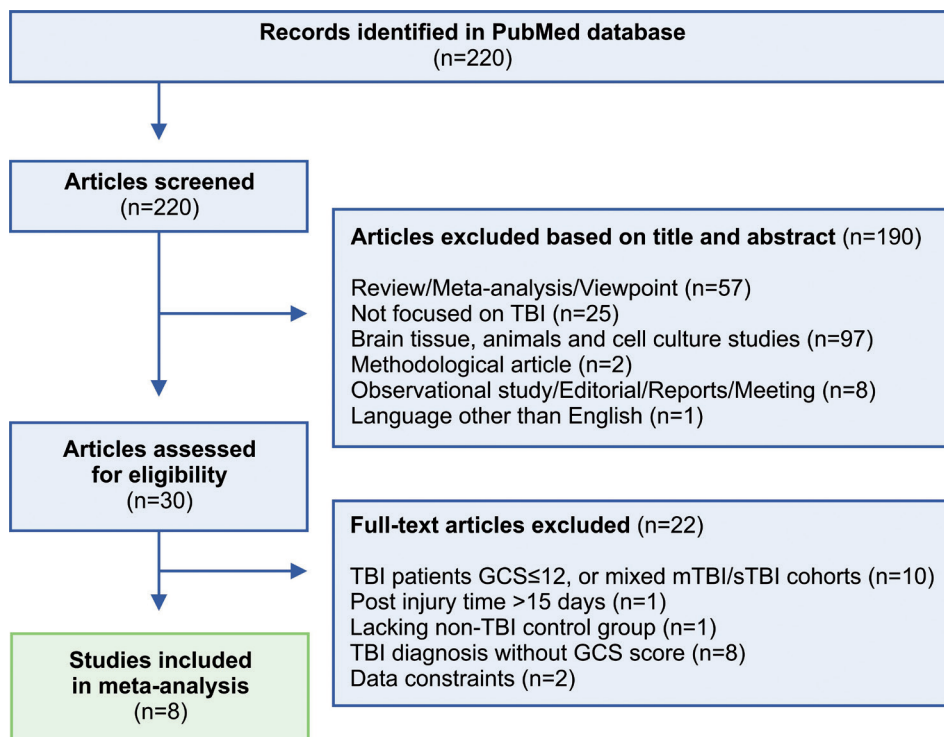 Records identified in PubMed database
(n=220)
Articles screened
(n=220)
Articles excluded based on title and abstract (n=190)
Review/Meta-analysis/Viewpoint (n=57)
Not focused on TBI (n=25)
Brain tissue, animals and cell culture studies (n=97)
Methodological article (n=2)
Observational study/Editorial/Reports/Meeting (n=8)
Language other than English (n=1)
Articles assessed
for eligibility
(n=30)
Full-text articles excluded (n=22)
TBI patients GCS≤12, or mixed mTBI/sTBI cohorts (n=10)
Post injury time >15 days (n=1)
Lacking non-TBI control group (n=1)
TBI diagnosis without GCS score (n=8)
Data constraints (n=2)
Studies included
in meta-analysis
(n=8)